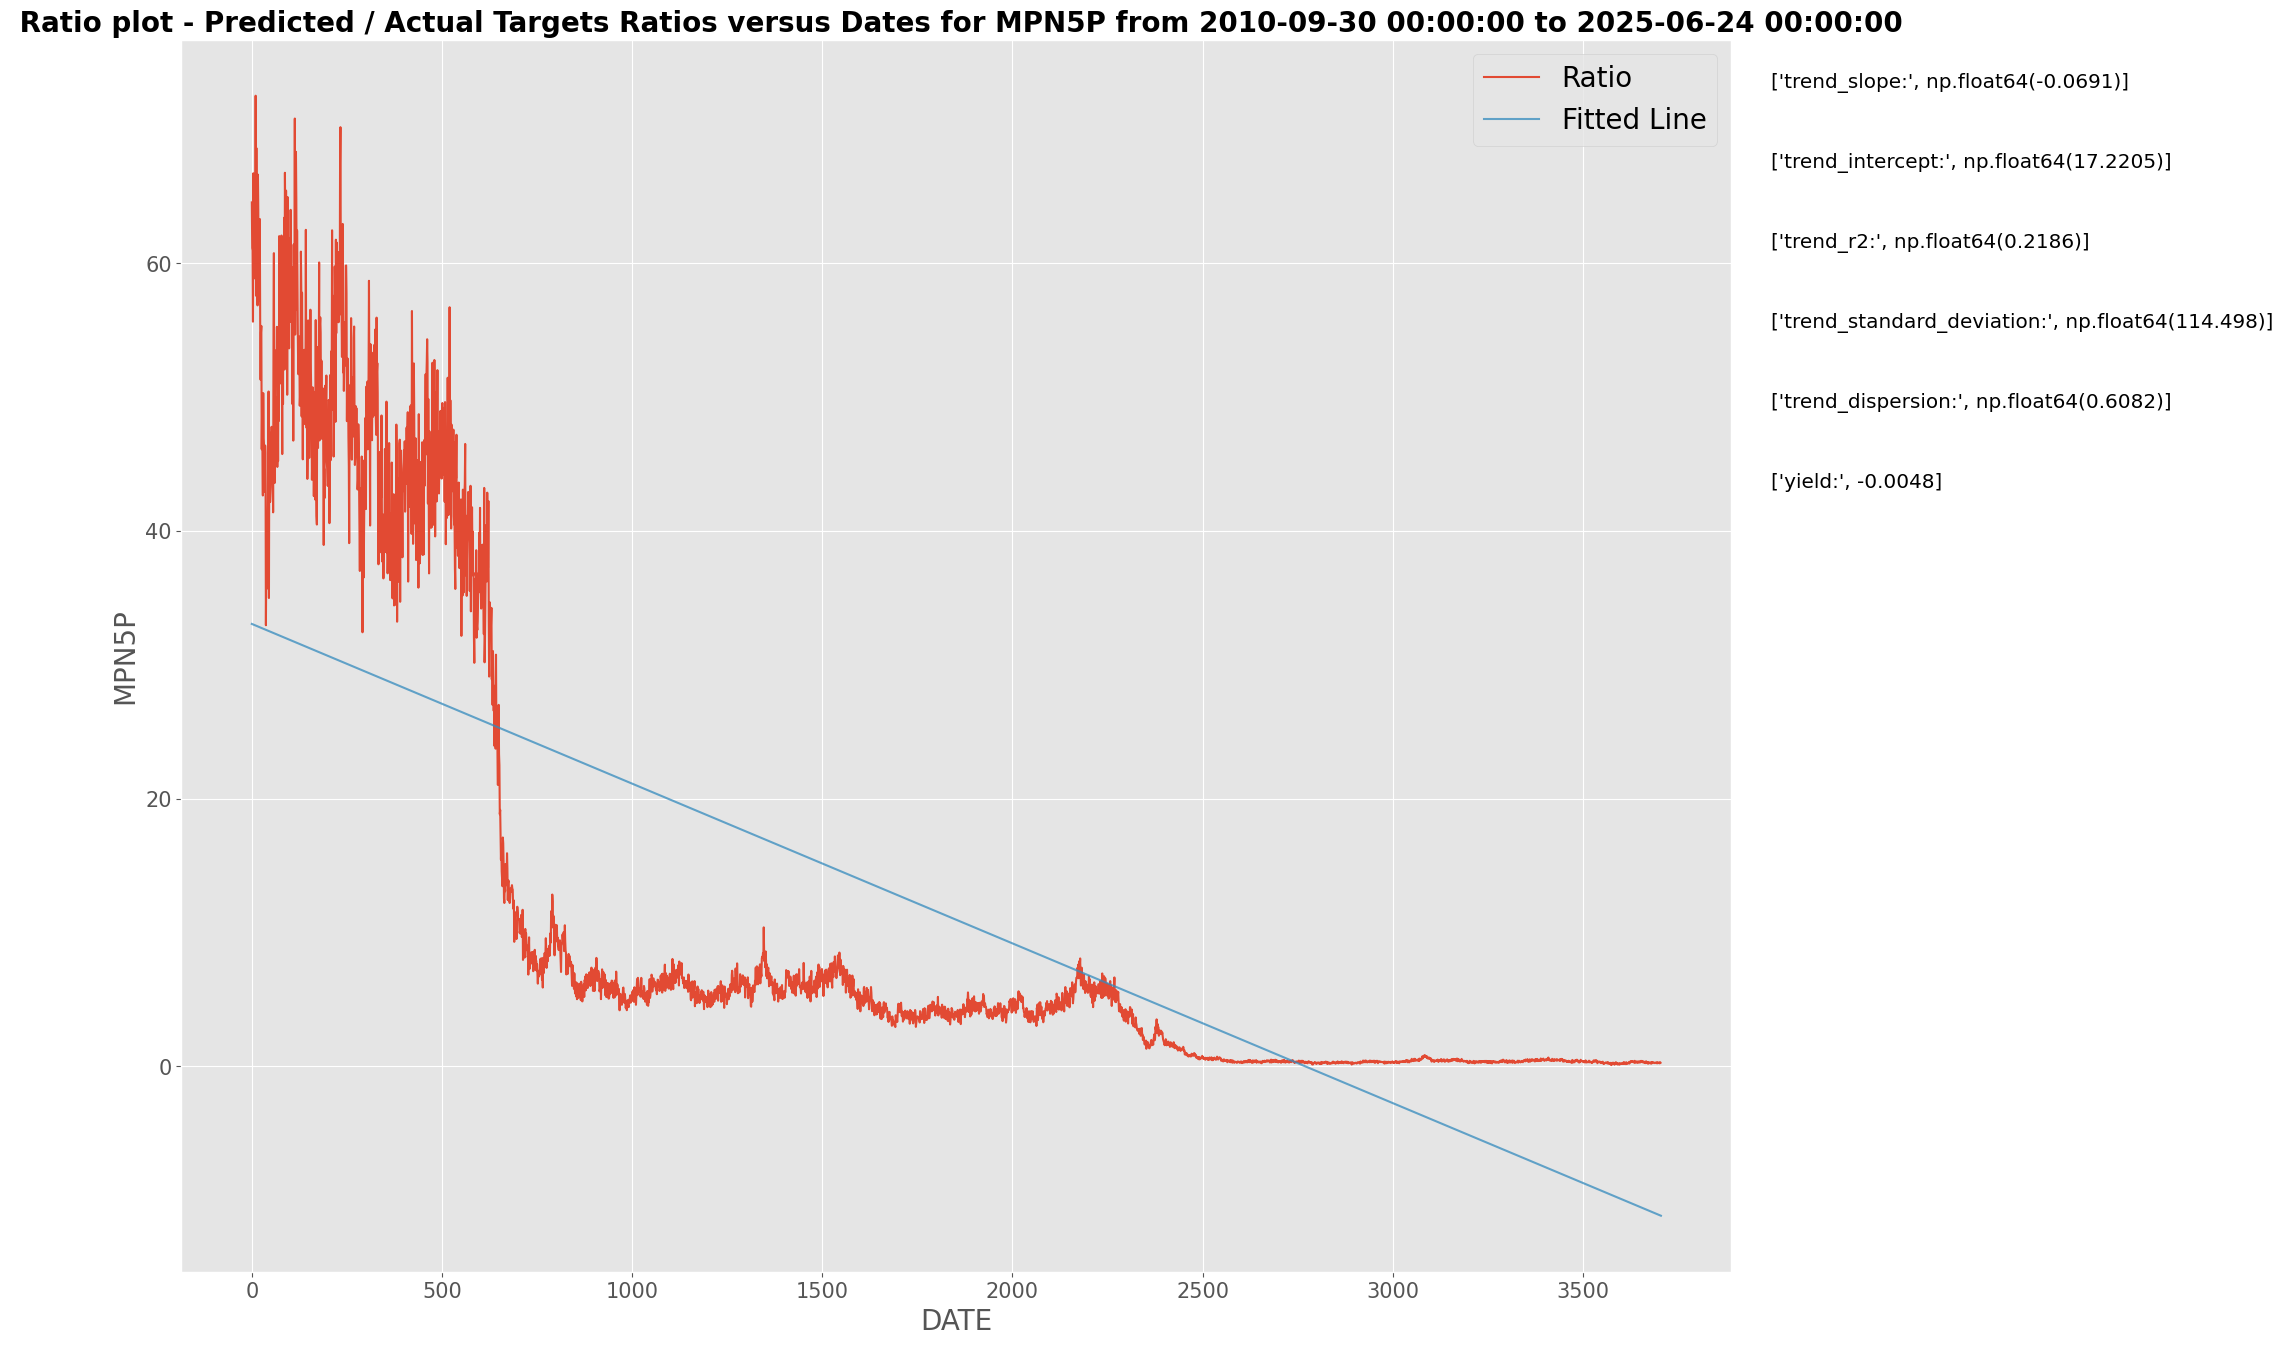 Ratio plot - Predicted / Actual Targets Ratios versus Dates for MPN5P from 2010-09-30 00:00:00 to 2025-06-24 00:00:00
Ratio
Fitted Line
['trend_slope:', np.float64(-0.0691)]
['trend_intercept:', np.float64(17.2205)]
['trend_r2:', np.float64(0.2186)]
['trend_standard_deviation:', np.float64(114.498)]
['trend_dispersion:', np.float64(0.6082)]
['yield:', -0.0048]
60
40
20
0
MPN5P
0 500 1000 1500 2000 2500 3000 3500
DATE